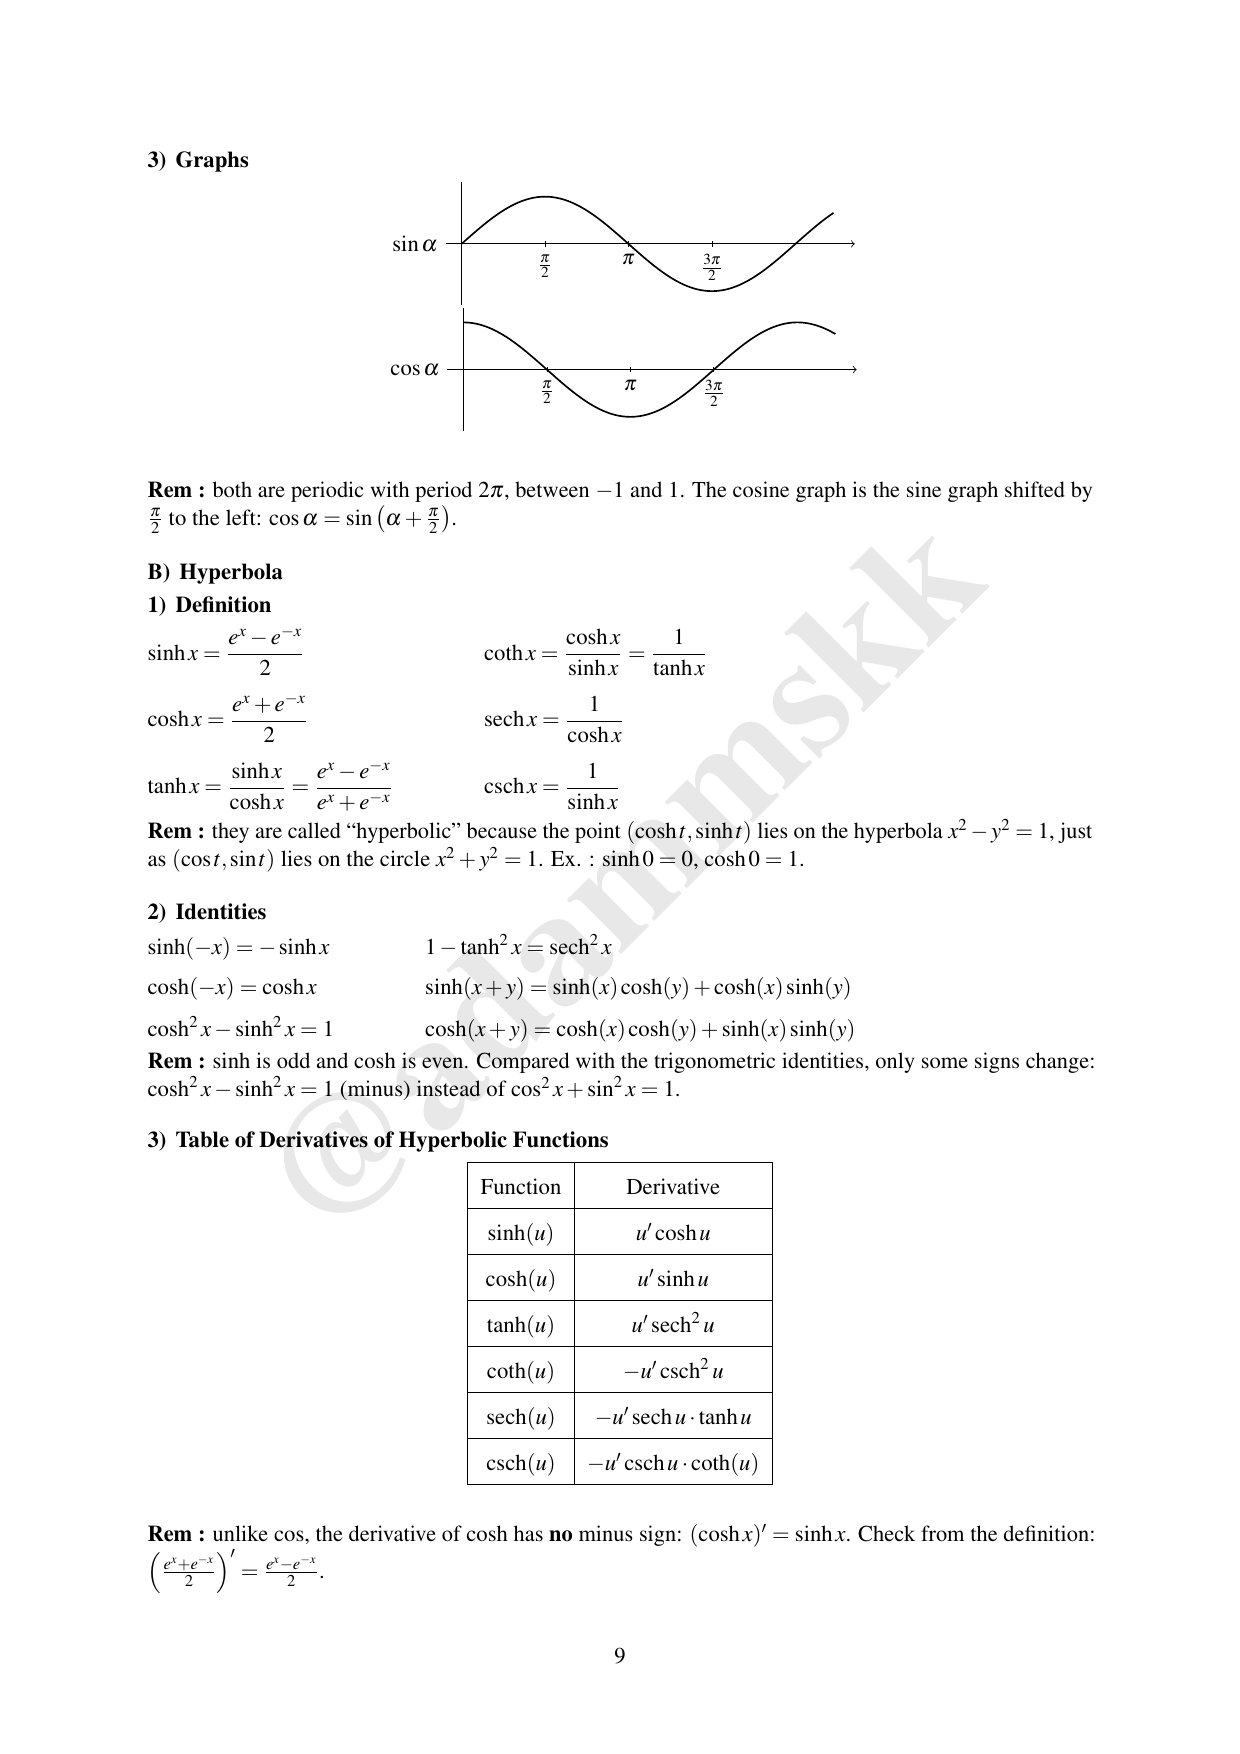 3) Graphs
sin α
π/2 π 3π/2
cos α
π/2 π 3π/2
Rem : both are periodic with period 2π, between −1 and 1. The cosine graph is the sine graph shifted by
π/2 to the left: cos α = sin (α + π/2).
B) Hyperbola
1) Definition
sinh x = (eˣ − e⁻ˣ)/2 coth x = cosh x/sinh x = 1/tanh x
cosh x = (eˣ + e⁻ˣ)/2 sech x = 1/cosh x
tanh x = sinh x/cosh x = (eˣ − e⁻ˣ)/(eˣ + e⁻ˣ) csch x = 1/sinh x
Rem : they are called “hyperbolic” because the point (cosh t, sinh t) lies on the hyperbola x² − y² = 1, just
as (cos t, sin t) lies on the circle x² + y² = 1. Ex. : sinh 0 = 0, cosh 0 = 1.
2) Identities
sinh(−x) = − sinh x 1 − tanh² x = sech² x
cosh(−x) = cosh x sinh(x + y) = sinh(x) cosh(y) + cosh(x) sinh(y)
cosh² x − sinh² x = 1 cosh(x + y) = cosh(x) cosh(y) + sinh(x) sinh(y)
Rem : sinh is odd and cosh is even. Compared with the trigonometric identities, only some signs change:
cosh² x − sinh² x = 1 (minus) instead of cos² x + sin² x = 1.
3) Table of Derivatives of Hyperbolic Functions
Function Derivative
sinh(u) u′ cosh u
cosh(u) u′ sinh u
tanh(u) u′ sech² u
coth(u) −u′ csch² u
sech(u) −u′ sech u · tanh u
csch(u) −u′ csch u · coth(u)
Rem : unlike cos, the derivative of cosh has no minus sign: (cosh x)′ = sinh x. Check from the definition:
((eˣ+e⁻ˣ)/2)′ = (eˣ−e⁻ˣ)/2.
9
@adammskk